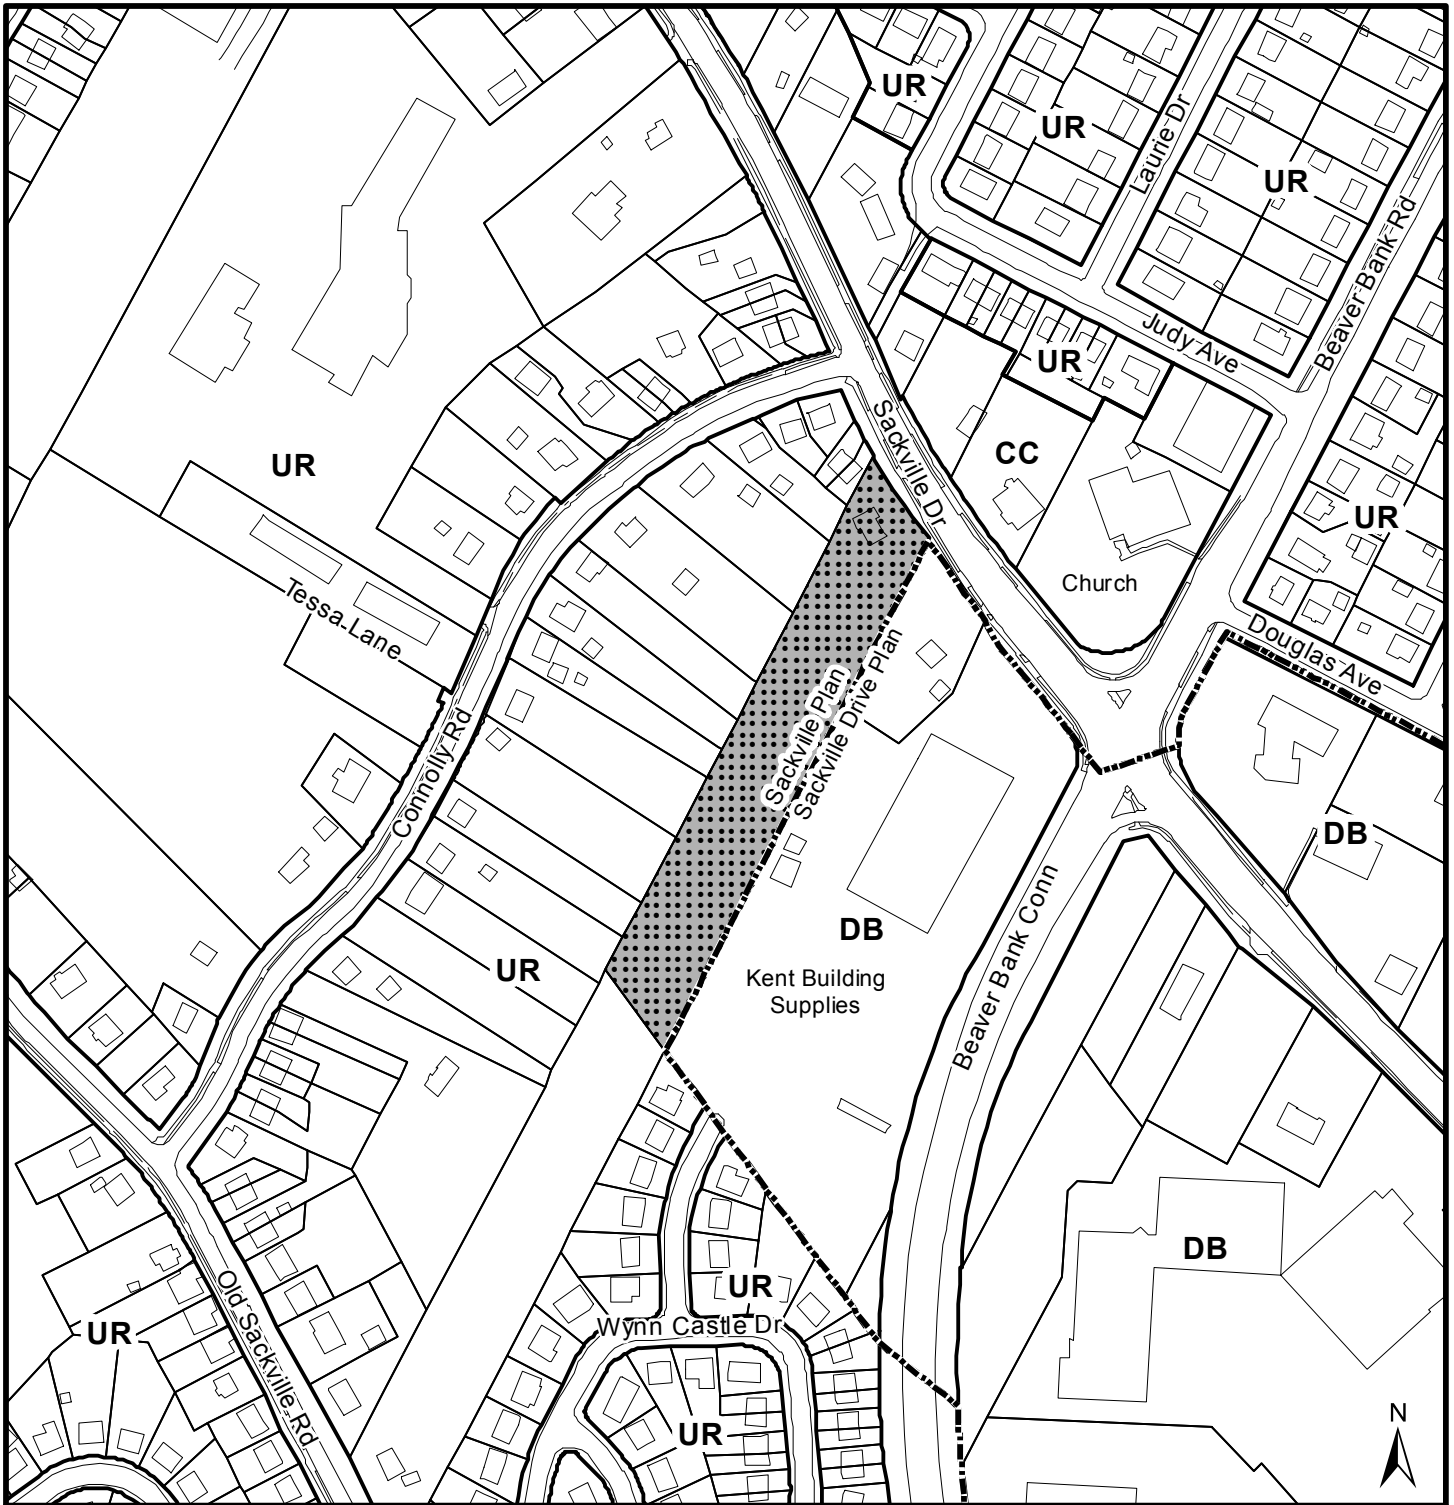 UR
UR
Laurie Dr
UR
Beaver Bank Rd
Judy Ave
UR
Sackville Dr
CC
UR
UR
Church
Tessa Lane
Douglas Ave
Sackville Plan
Sackville Drive Plan
Connolly Rd
DB
DB
UR
Kent Building
Supplies
Beaver Bank Conn
DB
UR
Wynn Castle Dr
Old Sackville Rd
UR
UR
N